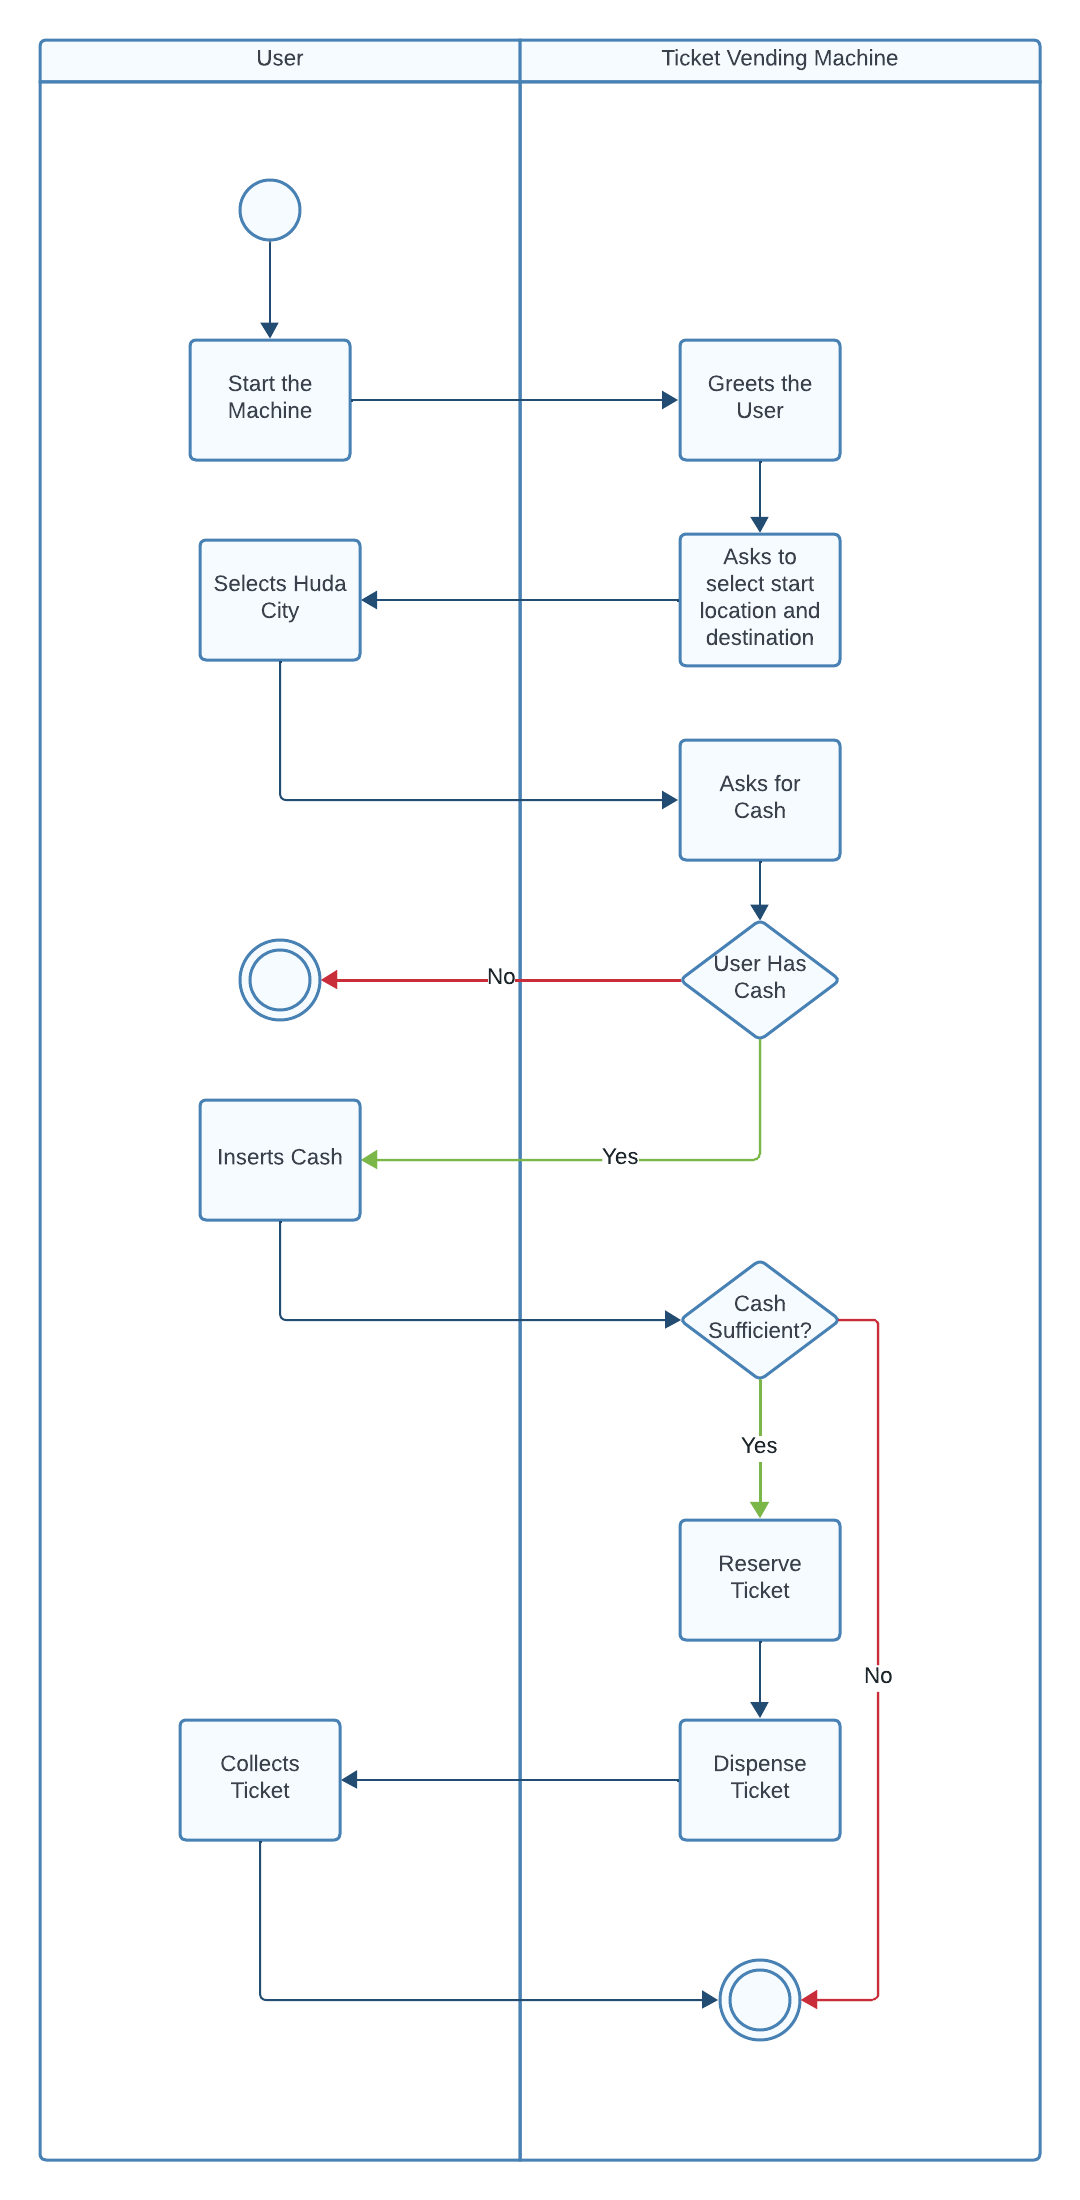 User
Ticket Vending Machine
Start the
Machine
Greets the
User
Asks to
select start
location and
destination
Selects Huda
City
Asks for
Cash
User Has
Cash
No
Yes
Inserts Cash
Cash
Sufficient?
Yes
Reserve
Ticket
No
Dispense
Ticket
Collects
Ticket